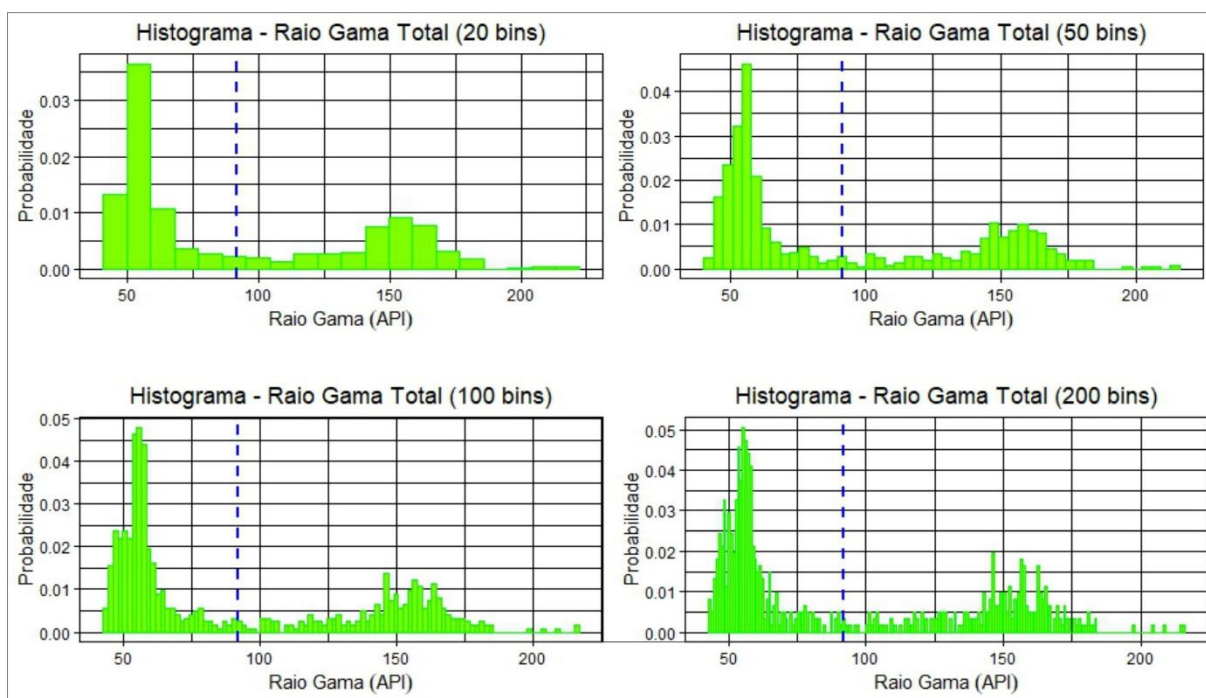 Histograma - Raio Gama Total (20 bins)
Probabilidade
0.03
0.02
0.01
0.00
50 100 150 200
Raio Gama (API)
Histograma - Raio Gama Total (50 bins)
Probabilidade
0.04
0.03
0.02
0.01
0.00
50 100 150 200
Raio Gama (API)
Histograma - Raio Gama Total (100 bins)
Probabilidade
0.05
0.04
0.03
0.02
0.01
0.00
50 100 150 200
Raio Gama (API)
Histograma - Raio Gama Total (200 bins)
Probabilidade
0.05
0.04
0.03
0.02
0.01
0.00
50 100 150 200
Raio Gama (API)